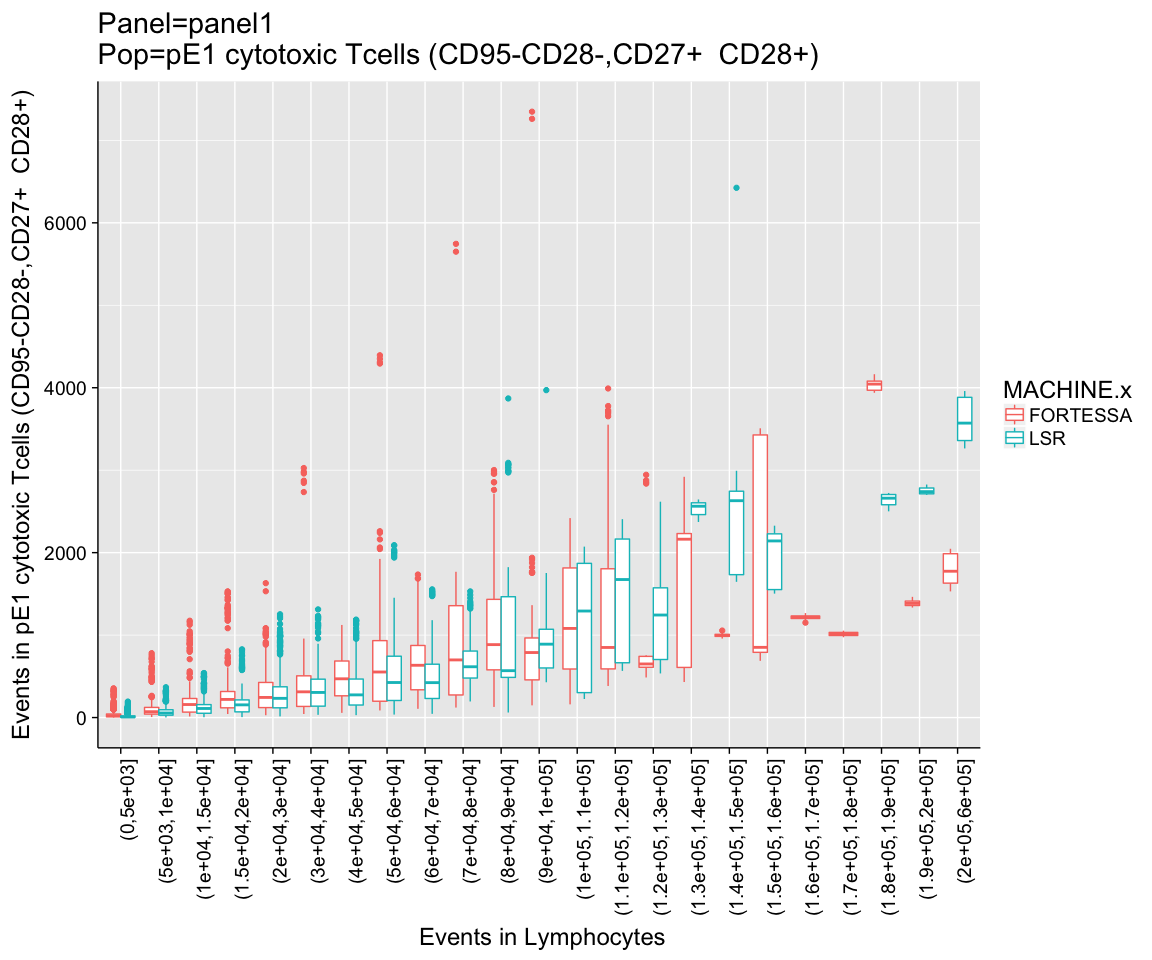 Panel=panel1
Pop=pE1 cytotoxic Tcells (CD95-CD28-,CD27+  CD28+)
Events in pE1 cytotoxic Tcells (CD95-CD28-,CD27+  CD28+)
6000
4000
2000
0
(0,5e+03]
(5e+03,1e+04]
(1e+04,1.5e+04]
(1.5e+04,2e+04]
(2e+04,3e+04]
(3e+04,4e+04]
(4e+04,5e+04]
(5e+04,6e+04]
(6e+04,7e+04]
(7e+04,8e+04]
(8e+04,9e+04]
(9e+04,1e+05]
(1e+05,1.1e+05]
(1.1e+05,1.2e+05]
(1.2e+05,1.3e+05]
(1.3e+05,1.4e+05]
(1.4e+05,1.5e+05]
(1.5e+05,1.6e+05]
(1.6e+05,1.7e+05]
(1.7e+05,1.8e+05]
(1.8e+05,1.9e+05]
(1.9e+05,2e+05]
(2e+05,6e+05]
Events in Lymphocytes
MACHINE.x
FORTESSA
LSR